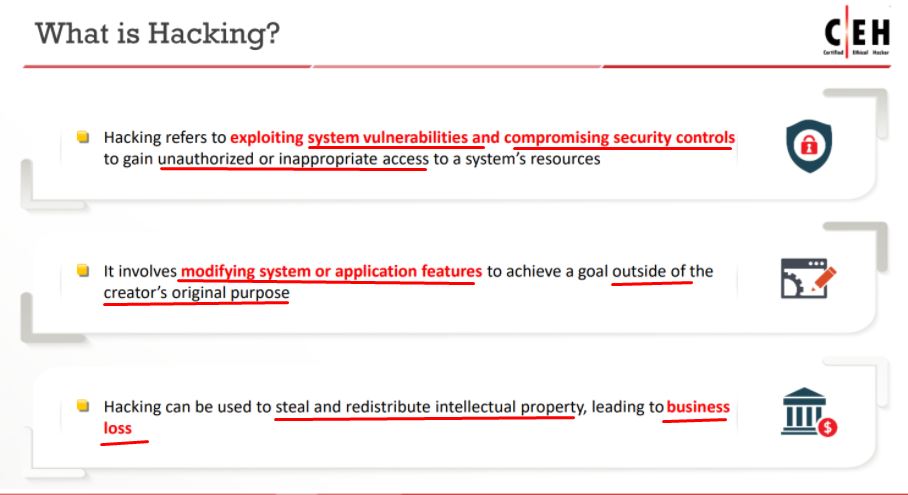 What is Hacking?
C|EH
Certified Ethical Hacker
Hacking refers to exploiting system vulnerabilities and compromising security controls
to gain unauthorized or inappropriate access to a system’s resources
It involves modifying system or application features to achieve a goal outside of the
creator’s original purpose
Hacking can be used to steal and redistribute intellectual property, leading to business
loss
$